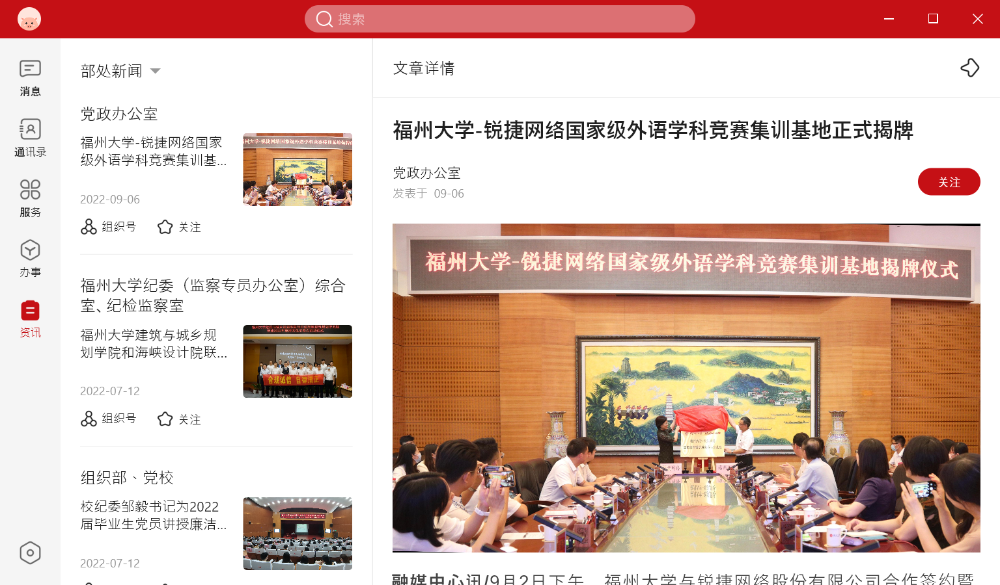 搜索
消息
通讯录
服务
办事
资讯
部处新闻
党政办公室
福州大学-锐捷网络国家
级外语学科竞赛集训基...
2022-09-06
组织号
关注
福州大学纪委（监察专员办公室）综合
室、纪检监察室
福州大学建筑与城乡规
划学院和海峡设计院联...
2022-07-12
组织号
关注
合规诚信 自律清正
组织部、党校
校纪委邹毅书记为2022
届毕业生党员讲授廉洁...
2022-07-12
文章详情
福州大学-锐捷网络国家级外语学科竞赛集训基地正式揭牌
党政办公室
发表于 09-06
关注
福州大学-锐捷网络国家级外语学科竞赛集训基地揭牌仪式
融媒中心讯/9月2日下午，福州大学与锐捷网络股份有限公司合作签约暨